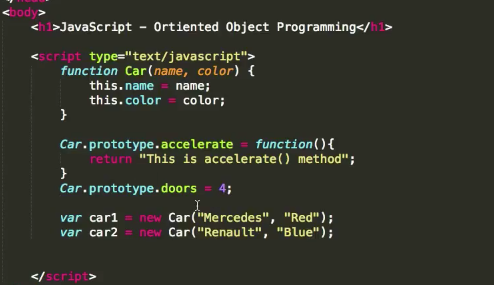 <body>
<h1>JavaScript - Ortiented Object Programming</h1>
<script type="text/javascript">
function Car(name, color) {
this.name = name;
this.color = color;
}
Car.prototype.accelerate = function(){
return "This is accelerate() method";
}
Car.prototype.doors = 4;
var car1 = new Car("Mercedes", "Red");
var car2 = new Car("Renault", "Blue");
</script>